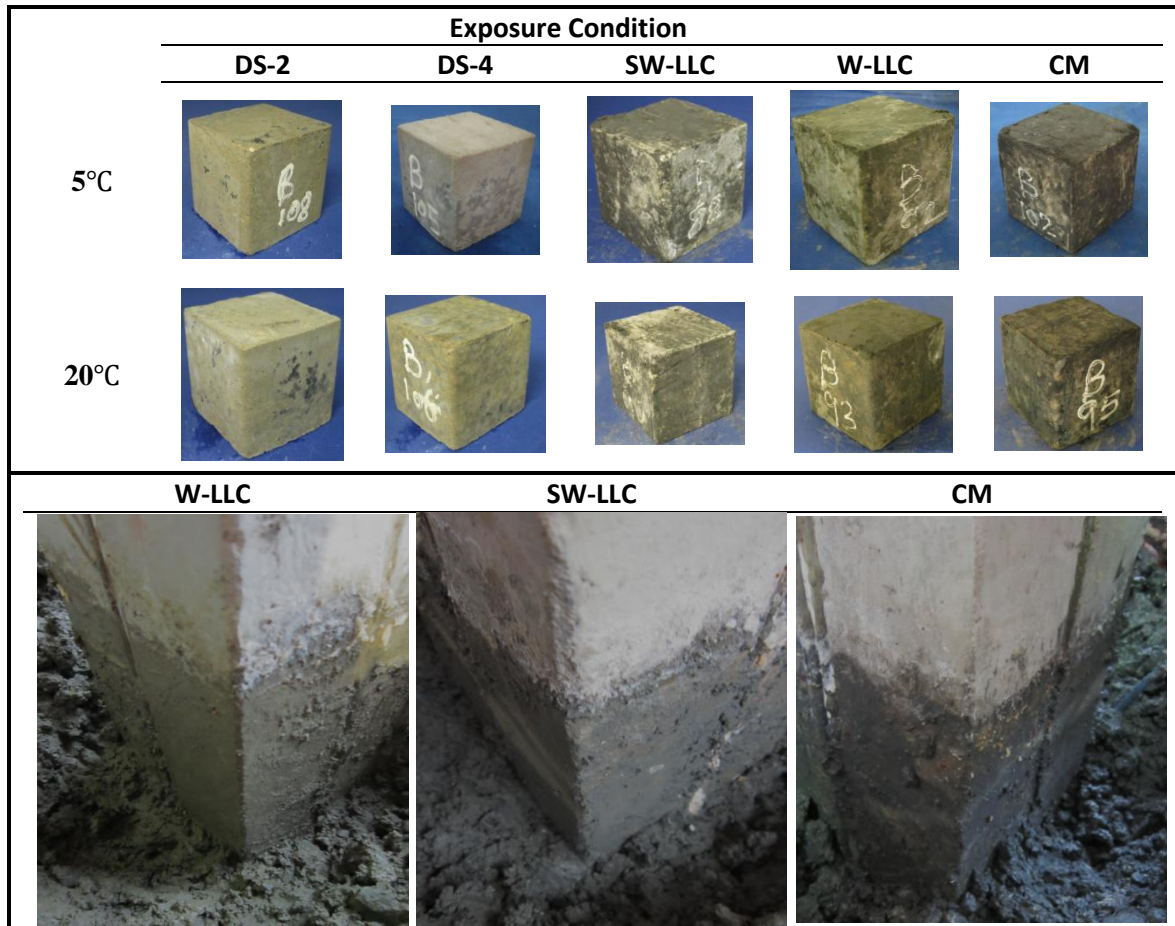 Exposure Condition
DS-2 DS-4 SW-LLC W-LLC CM
5°C
B
108
B
105
88
B
B
102
20°C
B
106
B
93
B
95
W-LLC SW-LLC CM